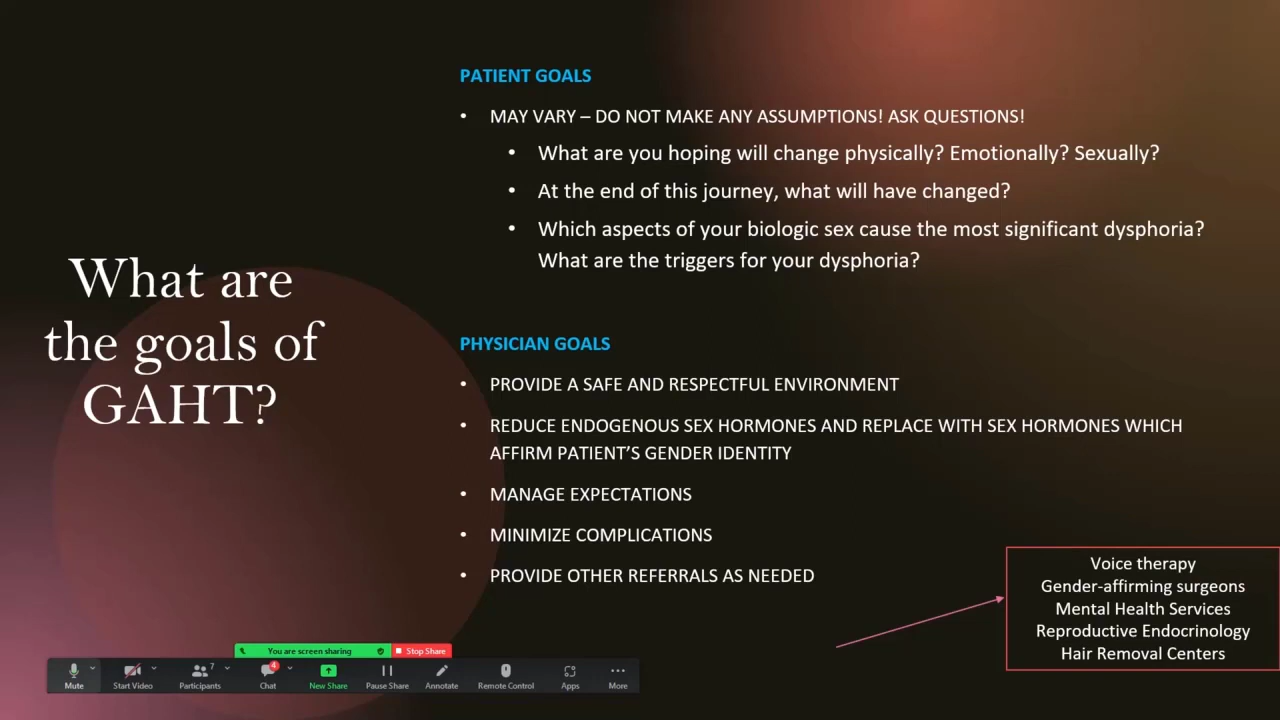 What are
the goals of
GAHT?
PATIENT GOALS
• MAY VARY – DO NOT MAKE ANY ASSUMPTIONS! ASK QUESTIONS!
• What are you hoping will change physically? Emotionally? Sexually?
• At the end of this journey, what will have changed?
• Which aspects of your biologic sex cause the most significant dysphoria?
What are the triggers for your dysphoria?
PHYSICIAN GOALS
• PROVIDE A SAFE AND RESPECTFUL ENVIRONMENT
• REDUCE ENDOGENOUS SEX HORMONES AND REPLACE WITH SEX HORMONES WHICH
AFFIRM PATIENT’S GENDER IDENTITY
• MANAGE EXPECTATIONS
• MINIMIZE COMPLICATIONS
• PROVIDE OTHER REFERRALS AS NEEDED
Voice therapy
Gender-affirming surgeons
Mental Health Services
Reproductive Endocrinology
Hair Removal Centers
You are screen sharing Stop Share
7 4
Mute Start Video Participants Chat New Share Pause Share Annotate Remote Control Apps More